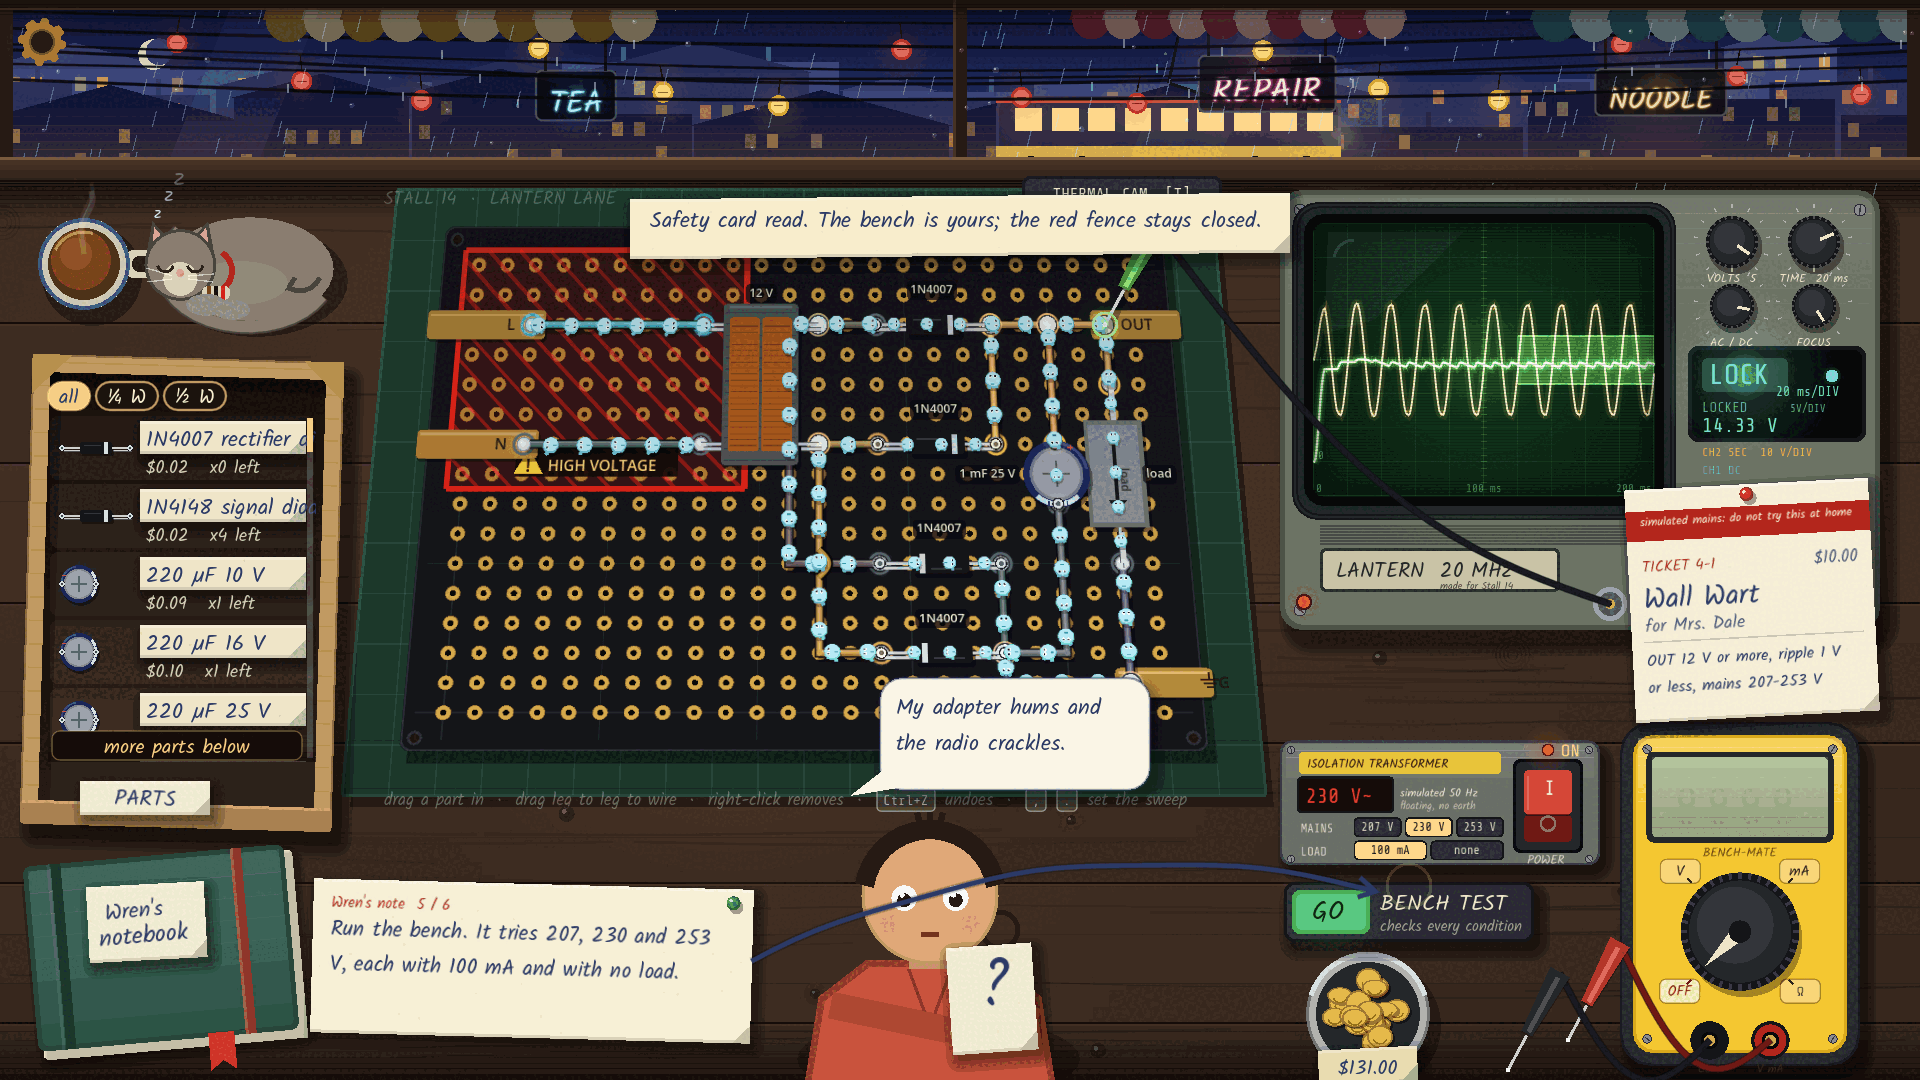 TEA
REPAIR
NOODLE
STALL 14 · LANTERN LANE
THERMAL CAM [T]
Safety card read. The bench is yours; the red fence stays closed.
all
¼ W
½ W
1N4007 rectifier
$0.02 x0 left
1N4148 signal
$0.02 x4 left
220 µF 10 V
$0.09 x1 left
220 µF 16 V
$0.10 x1 left
220 µF 25 V
more parts below
PARTS
L
N
HIGH VOLTAGE
12 V
1N4007
1N4007
1N4007
1N4007
1 mF 25 V
load
load
OUT
G
My adapter hums and
the radio crackles.
drag a part in · drag leg to leg to wire · right-click removes · Ctrl+Z undoes · , . set the sweep
0
0
100 ms
200 ms
VOLTS '5
TIME 20'ms
AC / DC
FOCUS
LOCK
20 ms/DIV
LOCKED
5V/DIV
14.33 V
CH2 SEC 10 V/DIV
CH1 DC
LANTERN 20 MHz
made for Stall 14
simulated mains: do not try this at home
TICKET 4-1
$10.00
Wall Wart
for Mrs. Dale
OUT 12 V or more, ripple 1 V
or less, mains 207-253 V
ISOLATION TRANSFORMER
ON
230 V~
simulated 50 Hz
floating, no earth
MAINS
207 V
230 V
253 V
LOAD
100 mA
none
I
POWER
GO
BENCH TEST
checks every condition
$131.00
BENCH-MATE
V
mA
OFF
Ω
Wren's
notebook
Wren's note 5 / 6
Run the bench. It tries 207, 230 and 253
V, each with 100 mA and with no load.
?
z
z
z